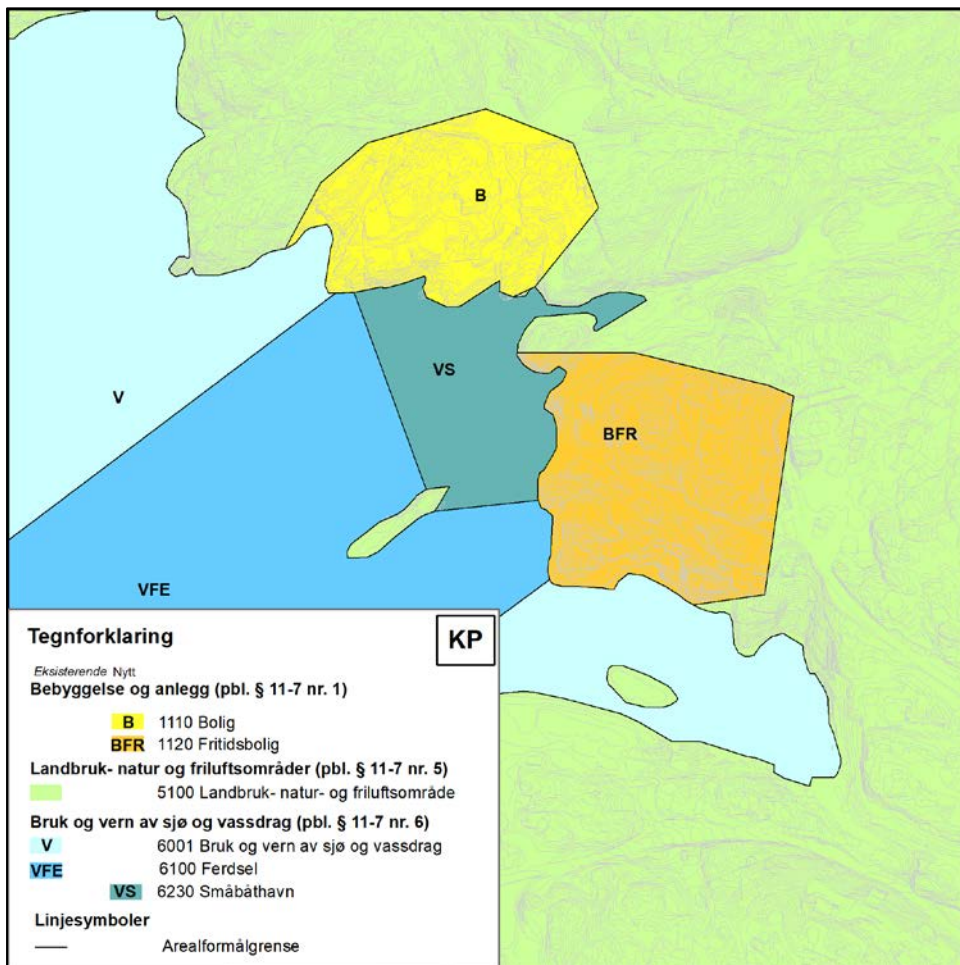 B
VS
V
BFR
VFE
Tegnforklaring
KP
Eksisterende Nytt
Bebyggelse og anlegg (pbl. § 11-7 nr. 1)
B 1110 Bolig
BFR 1120 Fritidsbolig
Landbruk- natur og friluftsområder (pbl. § 11-7 nr. 5)
5100 Landbruk- natur- og friluftsområde
Bruk og vern av sjø og vassdrag (pbl. § 11-7 nr. 6)
V 6001 Bruk og vern av sjø og vassdrag
VFE 6100 Ferdsel
VS 6230 Småbåthavn
Linjesymboler
Arealformålgrense